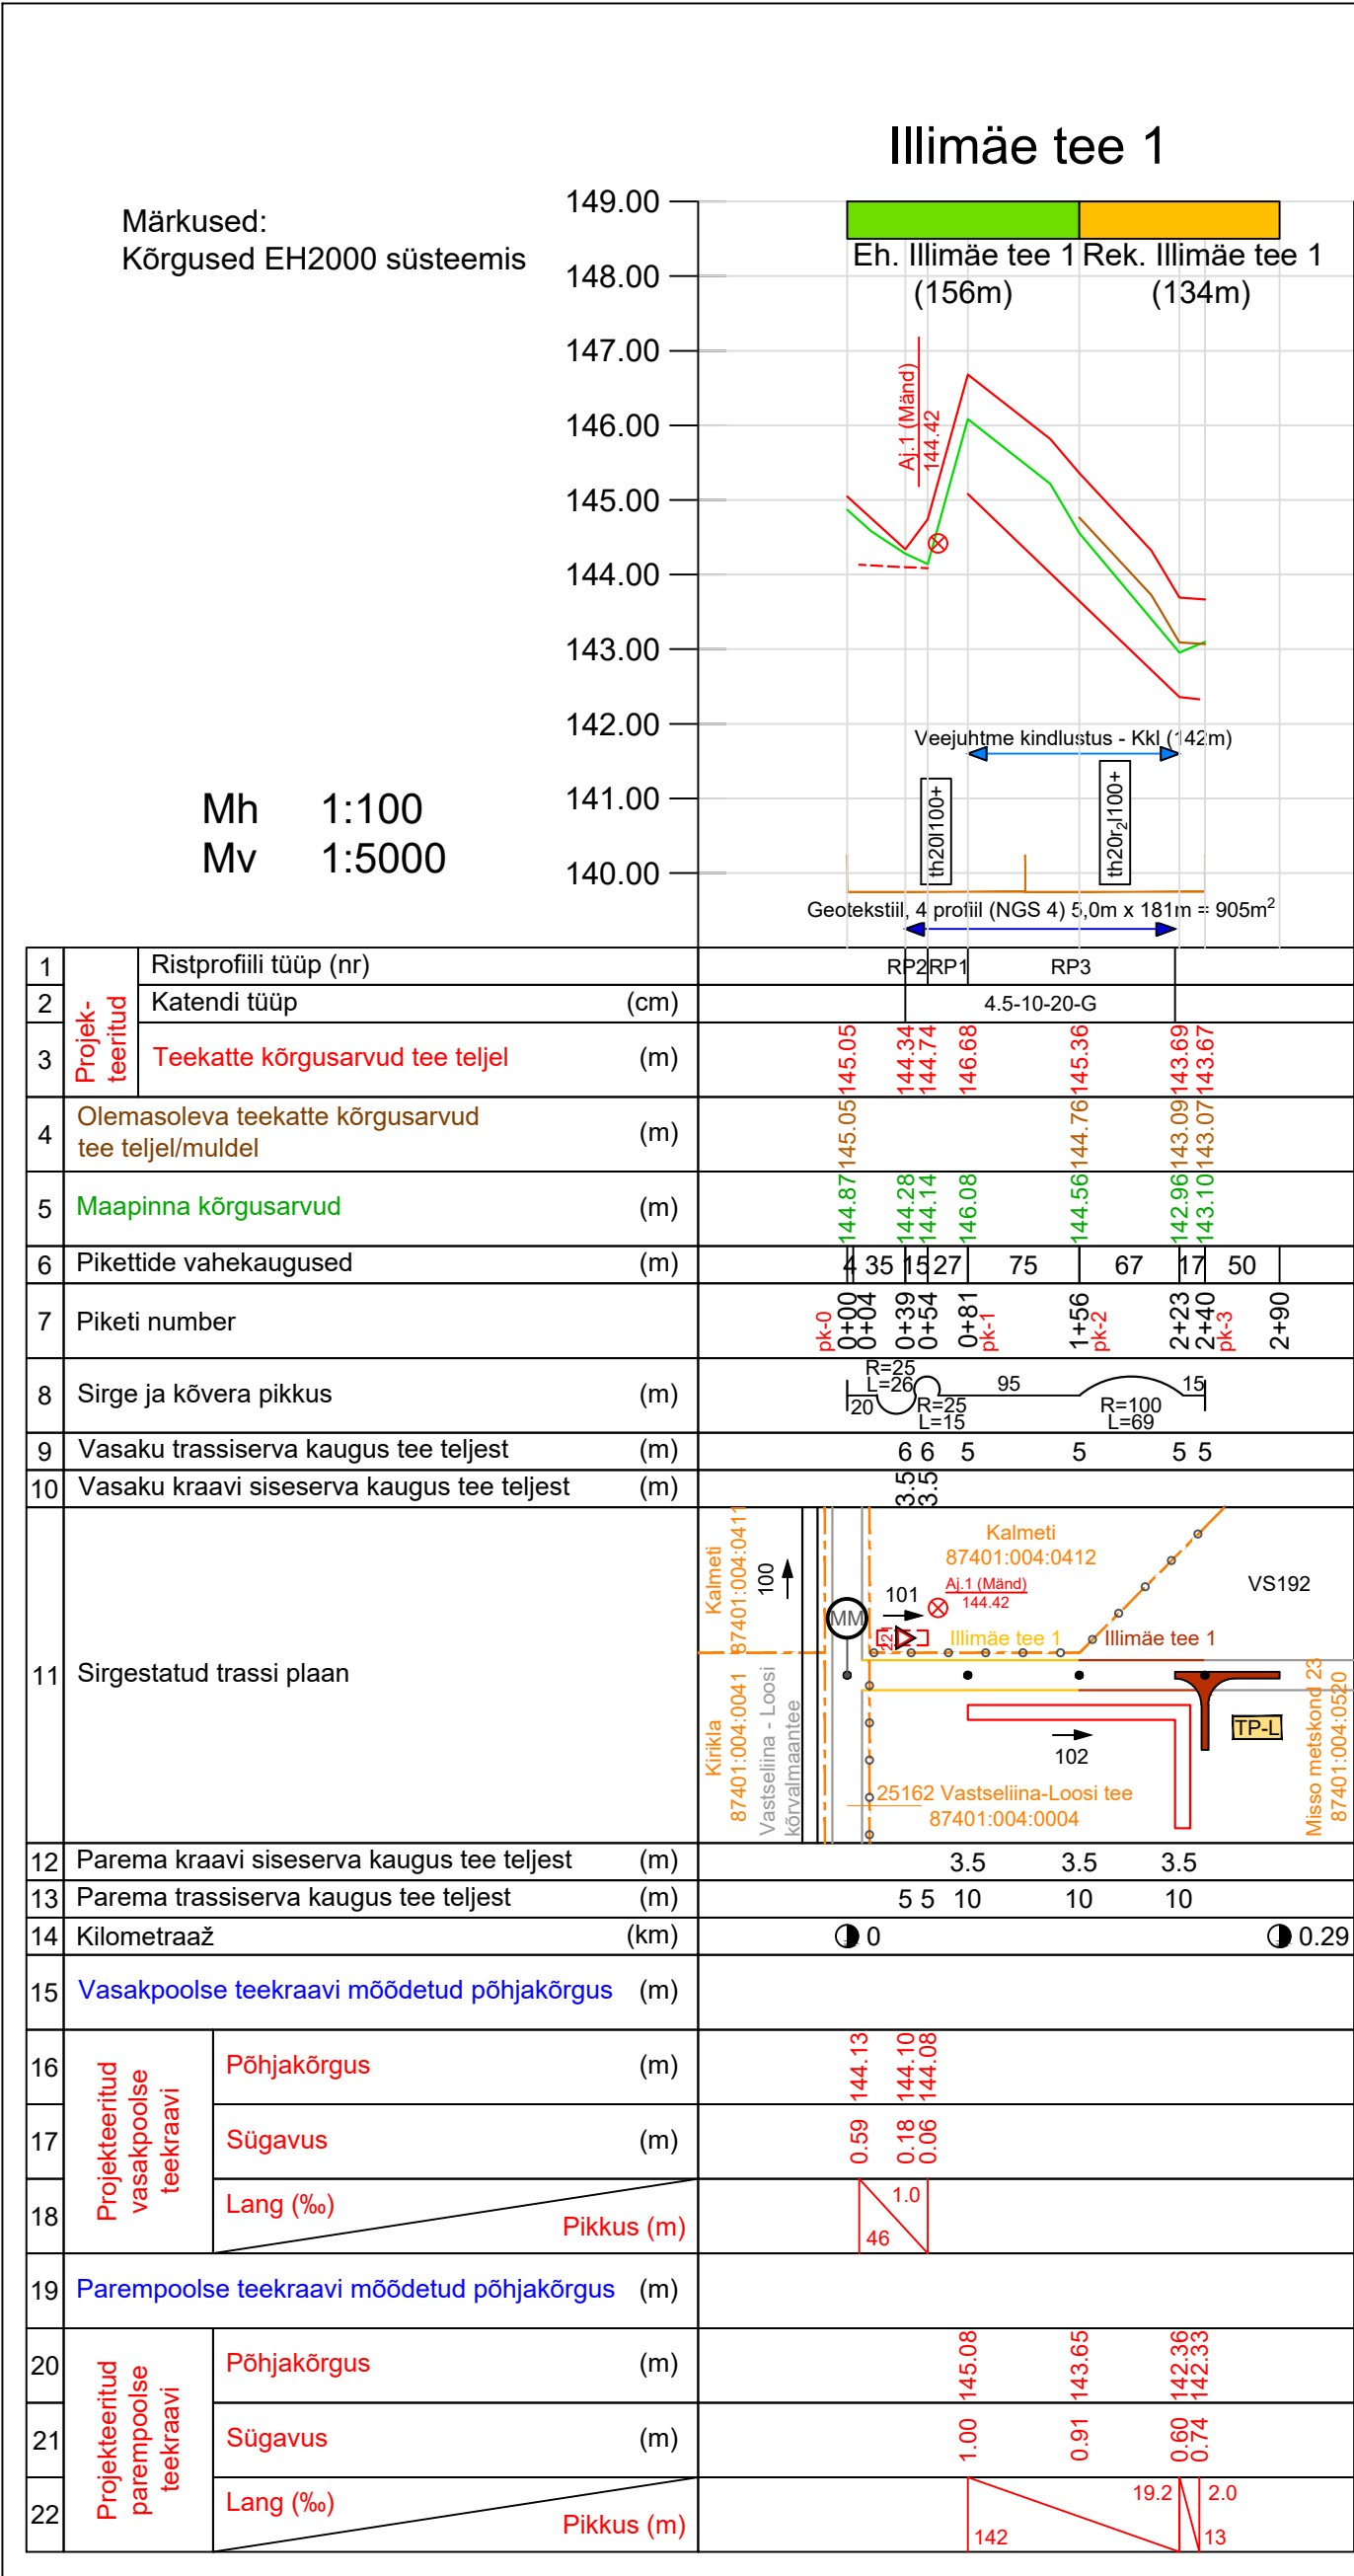 Illimäe tee 1
Märkused:
Kõrgused EH2000 süsteemis
149.00
148.00
147.00
146.00
145.00
144.00
143.00
142.00
141.00
140.00
Eh. Illimäe tee 1
(156m)
Rek. Illimäe tee 1
(134m)
Aj.1 (Mänd)
144.42
Veejuhtme kindlustus - Kkl (142m)
Mh 1:100
Mv 1:5000
th20l100+
th20r₂l100+
Geotekstiil, 4 profiil (NGS 4) 5,0m x 181m = 905m²
Projek-
teeritud
1 Ristprofiili tüüp (nr) RP2 RP1 RP3
2 Katendi tüüp (cm) 4.5-10-20-G
3 Teekatte kõrgusarvud tee teljel (m) 145.05 144.34 144.74 146.68 145.36 143.69 143.67
4 Olemasoleva teekatte kõrgusarvud
tee teljel/muldel (m) 145.05 144.76 143.09 143.07
5 Maapinna kõrgusarvud (m) 144.87 144.28 144.14 146.08 144.56 142.96 143.10
6 Pikettide vahekaugused (m) 4 35 15 27 75 67 17 50
7 Piketi number pk-0 0+00 0+04 0+39 0+54 0+81 pk-1 1+56 pk-2 2+23 2+40 pk-3 2+90
8 Sirge ja kõvera pikkus (m)
20
R=25
L=26
R=25
L=15
95
R=100
L=69
15
9 Vasaku trassiserva kaugus tee teljest (m) 6 6 5 5 5 5
10 Vasaku kraavi siseserva kaugus tee teljest (m) 3.5 3.5
11 Sirgestatud trassi plaan
Kalmeti
87401:004:0411
100
Kalmeti
87401:004:0412
Aj.1 (Mänd)
144.42
101
VS192
MM
221
Illimäe tee 1
Illimäe tee 1
Kirikla
87401:004:0041
Vastseliina - Loosi
kõrvalmaantee
102
TP-L
25162 Vastseliina-Loosi tee
87401:004:0004
Misso metskond 23
87401:004:0520
12 Parema kraavi siseserva kaugus tee teljest (m) 3.5 3.5 3.5
13 Parema trassiserva kaugus tee teljest (m) 5 5 10 10 10
14 Kilometraaž (km) 0 0.29
15 Vasakpoolse teekraavi mõõdetud põhjakõrgus (m)
Projekteeritud
vasakpoolse
teekraavi
16 Põhjakõrgus (m) 144.13 144.10 144.08
17 Sügavus (m) 0.59 0.18 0.06
18 Lang (‰) Pikkus (m) 1.0 46
19 Parempoolse teekraavi mõõdetud põhjakõrgus (m)
Projekteeritud
parempoolse
teekraavi
20 Põhjakõrgus (m) 145.08 143.65 142.36 142.33
21 Sügavus (m) 1.00 0.91 0.60 0.74
22 Lang (‰) Pikkus (m) 142 19.2 2.0 13